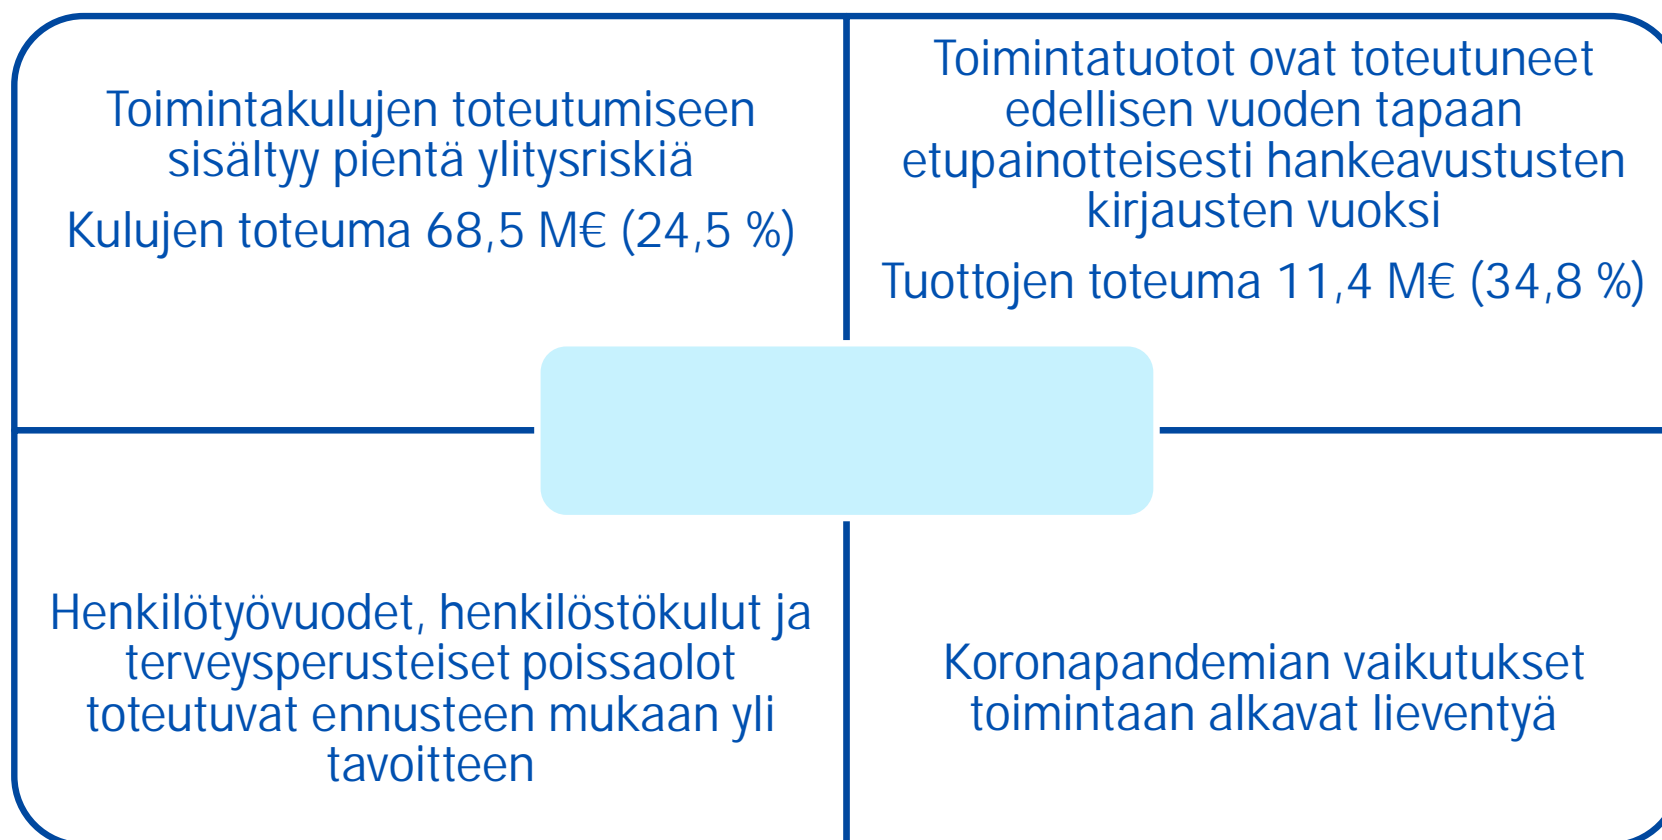 Toimintakulujen toteutumiseen
sisältyy pientä ylitysriskiä
Kulujen toteuma 68,5 M€ (24,5 %)
Toimintatuotot ovat toteutuneet
edellisen vuoden tapaan
etupainotteisesti hankeavustusten
kirjausten vuoksi
Tuottojen toteuma 11,4 M€ (34,8 %)
Henkilötyövuodet, henkilöstökulut ja
terveysperusteiset poissaolot
toteutuvat ennusteen mukaan yli
tavoitteen
Koronapandemian vaikutukset
toimintaan alkavat lieventyä